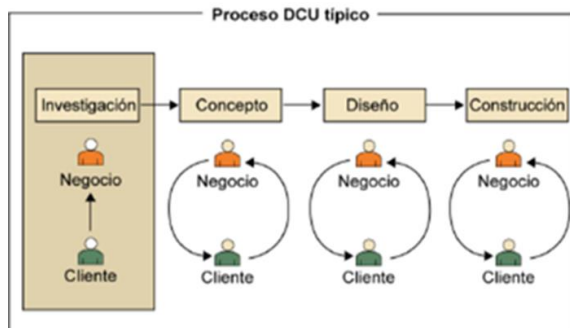 Proceso DCU típico
Investigación
Concepto
Diseño
Construcción
Negocio
Negocio
Negocio
Negocio
Cliente
Cliente
Cliente
Cliente